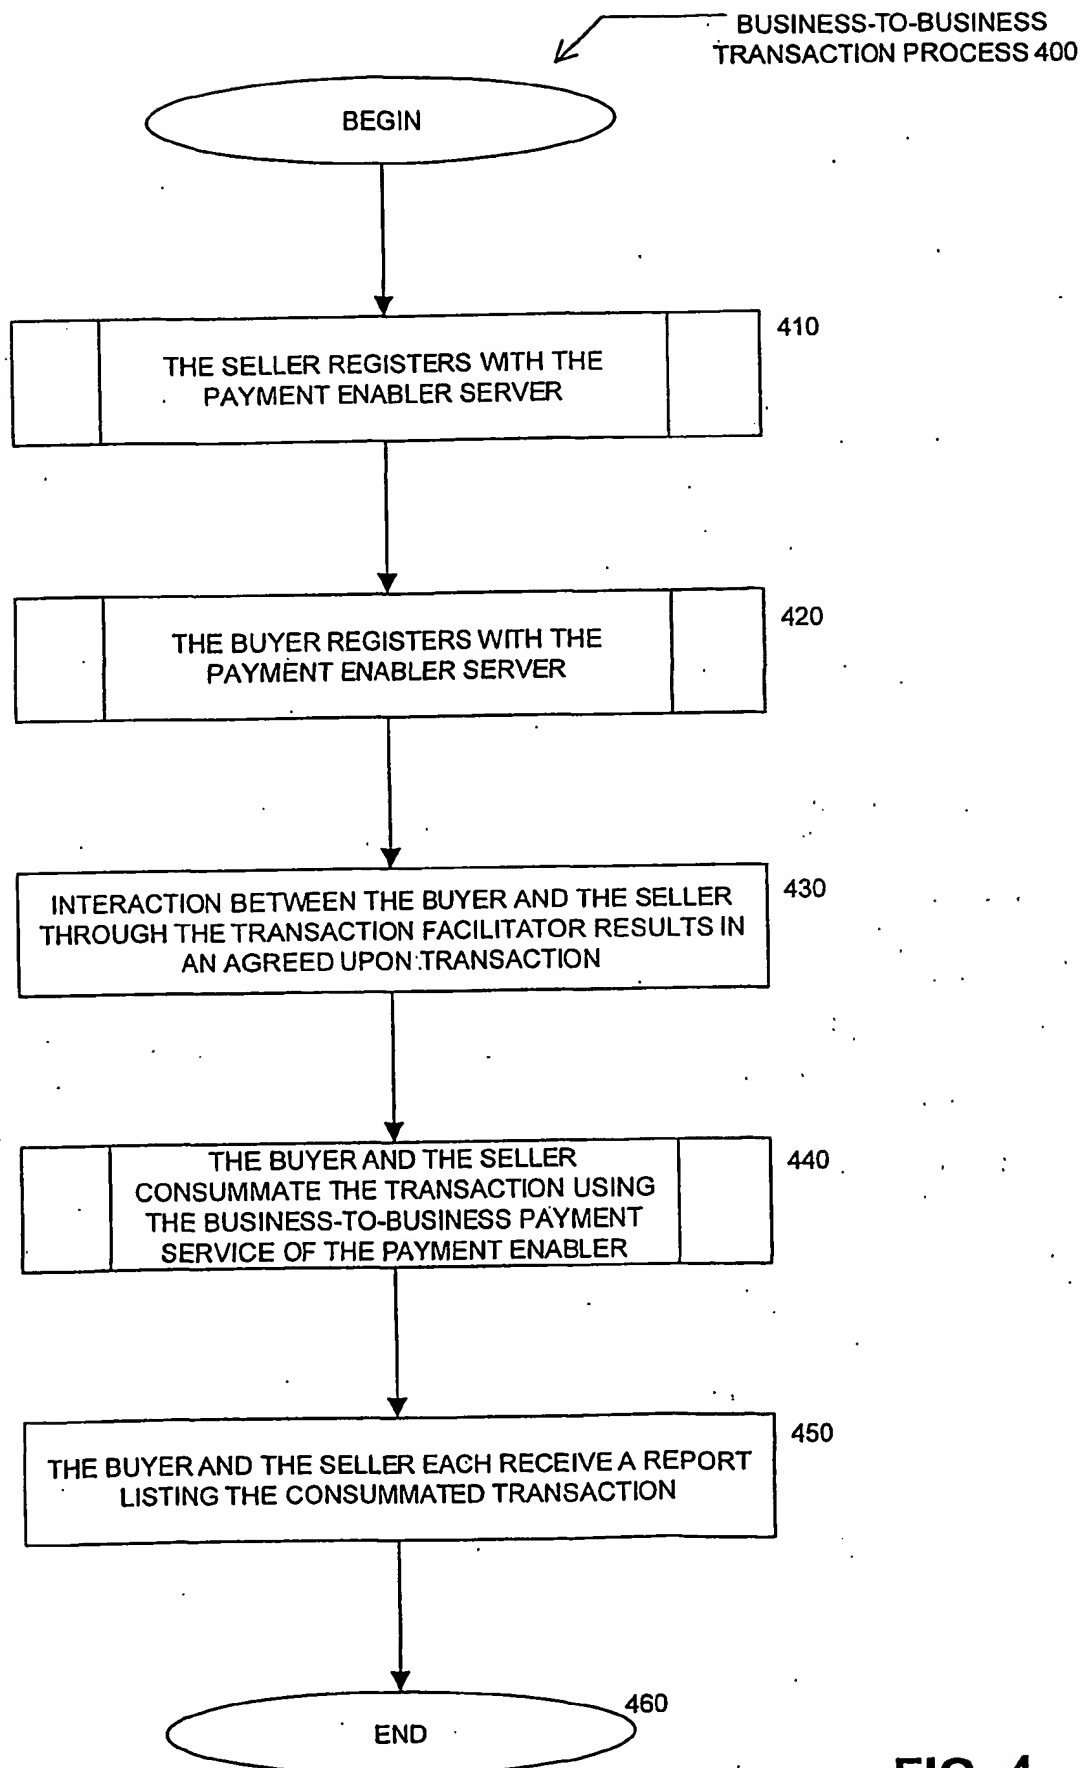 BUSINESS-TO-BUSINESS
TRANSACTION PROCESS 400
BEGIN
410
THE SELLER REGISTERS WITH THE
PAYMENT ENABLER SERVER
420
THE BUYER REGISTERS WITH THE
PAYMENT ENABLER SERVER
430
INTERACTION BETWEEN THE BUYER AND THE SELLER
THROUGH THE TRANSACTION FACILITATOR RESULTS IN
AN AGREED UPON TRANSACTION
440
THE BUYER AND THE SELLER
CONSUMMATE THE TRANSACTION USING
THE BUSINESS-TO-BUSINESS PAYMENT
SERVICE OF THE PAYMENT ENABLER
450
THE BUYER AND THE SELLER EACH RECEIVE A REPORT
LISTING THE CONSUMMATED TRANSACTION
460
END
FIG. 4